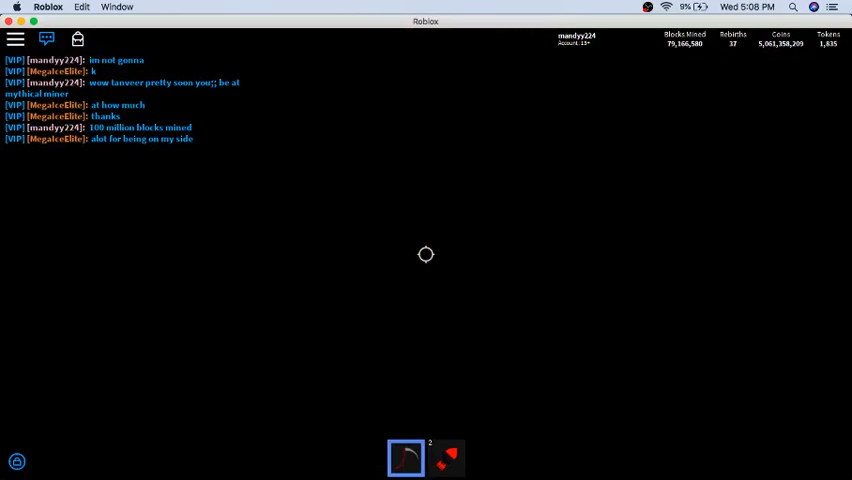 Roblox Edit Window 9% Wed 5:08 PM
Roblox
mandyy224 Blocks Mined Rebirths Coins Tokens
Account: 13+ 79,166,580 37 5,061,358,209 1,835
[VIP] [mandyy224]: im not gonna
[VIP] [MegaIceElite]: k
[VIP] [mandyy224]: wow tanveer pretty soon you;; be at
mythical miner
[VIP] [MegaIceElite]: at how much
[VIP] [MegaIceElite]: thanks
[VIP] [mandyy224]: 100 million blocks mined
[VIP] [MegaIceElite]: alot for being on my side
2